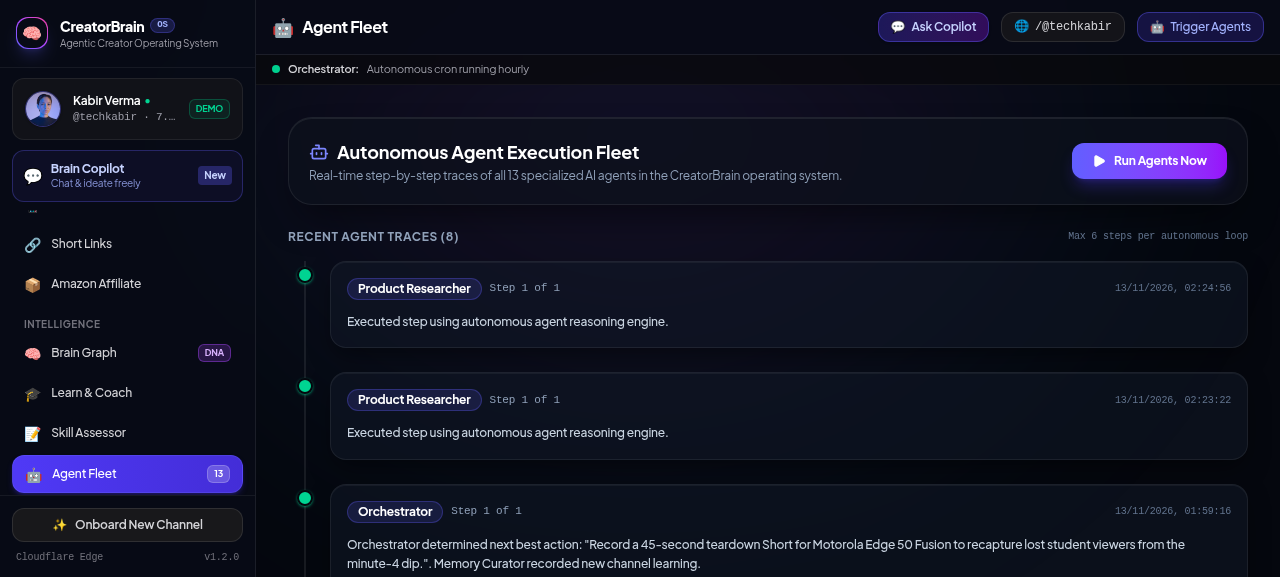 CreatorBrain OS
Agentic Creator Operating System
Kabir Verma
@techkabir · 7.…
DEMO
Brain Copilot
Chat & ideate freely
New
Short Links
Amazon Affiliate
INTELLIGENCE
Brain Graph
DNA
Learn & Coach
Skill Assessor
Agent Fleet
13
Onboard New Channel
Cloudflare Edge
v1.2.0
Agent Fleet
Ask Copilot
/@techkabir
Trigger Agents
Orchestrator: Autonomous cron running hourly
Autonomous Agent Execution Fleet
Real-time step-by-step traces of all 13 specialized AI agents in the CreatorBrain operating system.
Run Agents Now
RECENT AGENT TRACES (8)
Max 6 steps per autonomous loop
Product Researcher Step 1 of 1
13/11/2026, 02:24:56
Executed step using autonomous agent reasoning engine.
Product Researcher Step 1 of 1
13/11/2026, 02:23:22
Executed step using autonomous agent reasoning engine.
Orchestrator Step 1 of 1
13/11/2026, 01:59:16
Orchestrator determined next best action: "Record a 45-second teardown Short for Motorola Edge 50 Fusion to recapture lost student viewers from the
minute-4 dip.". Memory Curator recorded new channel learning.